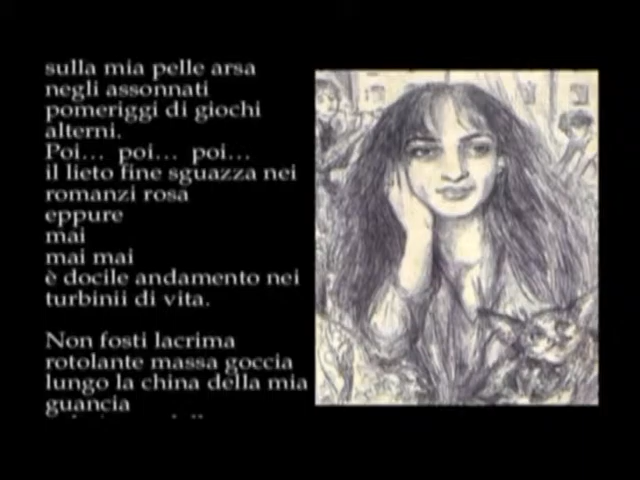 sulla mia pelle arsa
negli assonnati
pomeriggi di giochi
alterni.
Poi... poi... poi...
il lieto fine sguazza nei
romanzi rosa
eppure
mai
mai mai
è docile andamento nei
turbinii di vita.
Non fosti lacrima
rotolante massa goccia
lungo la china della mia
guancia